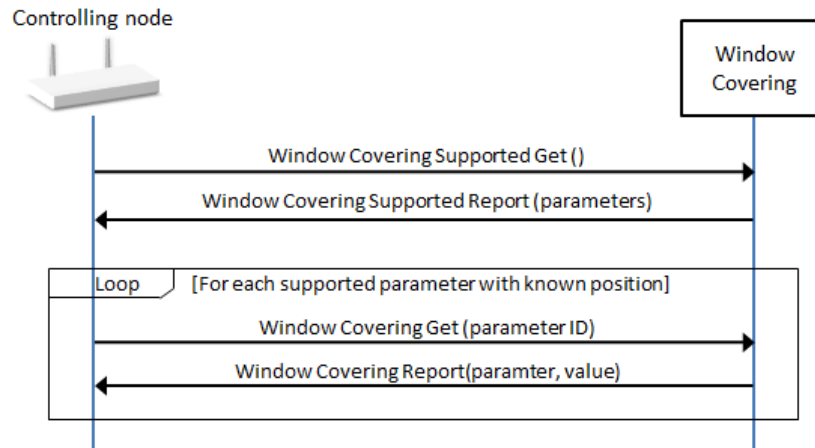 Controlling node
Window
Covering
Window Covering Supported Get ()
Window Covering Supported Report (parameters)
Loop [For each supported parameter with known position]
Window Covering Get (parameter ID)
Window Covering Report(paramter, value)